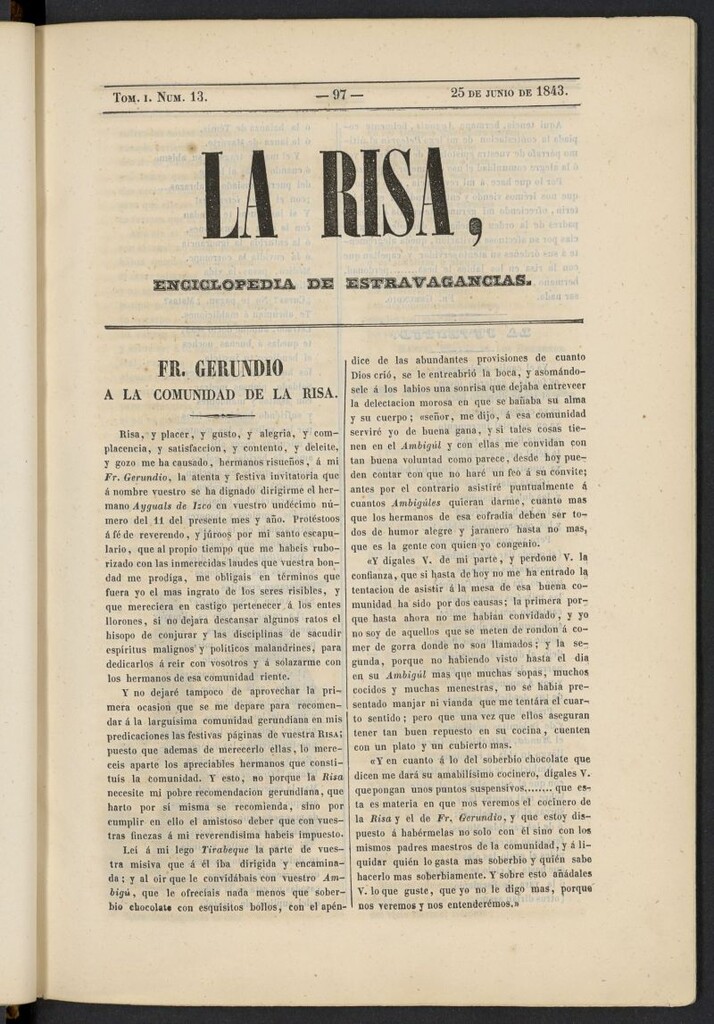 Tom. I. Num. 13.
— 97 —
25 DE JUNIO DE 1843.
LA RISA,
ENCICLOPEDIA DE ESTRAVAGANCIAS.
FR. GERUNDIO
A LA COMUNIDAD DE LA RISA.
Risa, y placer, y gusto, y alegria, y com-
placencia, y satisfaccion, y contento, y deleite,
y gozo me ha causado, hermanos risueños, á mi
Fr. Gerundio, la atenta y festiva invitatoria que
á nombre vuestro se ha dignado dirigirme el her-
mano Ayguals de Izco en vuestro undécimo nú-
mero del 11 del presente mes y año. Protéstoos
á fé de reverendo, y júroos por mi santo escapu-
lario, que al propio tiempo que me habeis rubo-
rizado con las inmerecidas laudes que vuestra bon-
dad me prodiga, me obligais en términos que
fuera yo el mas ingrato de los seres risibles, y
que mereciera en castigo pertenecer á los entes
llorones, si no dejara descansar algunos ratos el
hisopo de conjurar y las disciplinas de sacudir
espíritus malignos y políticos malandrines, para
dedicarlos á reir con vosotros y á solazarme con
los hermanos de esa comunidad riente.
Y no dejaré tampoco de aprovechar la pri-
mera ocasion que se me depare para recomen-
dar á la larguísima comunidad gerundiana en mis
predicaciones las festivas páginas de vuestra RISA;
puesto que ademas de merecerlo ellas, lo mere-
ceis aparte los apreciables hermanos que consti-
tuis la comunidad. Y esto, no porque la Risa
necesite mi pobre recomendacion gerundiana, que
harto por sí misma se recomienda, sino por
cumplir en ello el amistoso deber que con vues-
tras finezas á mi reverendísima habeis impuesto.
Leí á mi lego Tirabeque la parte de vues-
tra misiva que á él iba dirigida y encamina-
da; y al oir que le convidábais con vuestro Am-
bigú, que le ofreciais nada menos que sober-
bio chocolate con esquisitos bollos, con el apén-
dice de las abundantes provisiones de cuanto
Dios crió, se le entreabrió la boca, y asomándo-
sele á los labios una sonrisa que dejaba entrever
la delectacion morosa en que se bañaba su alma
y su cuerpo; «señor, me dijo, á esa comunidad
serviré yo de buena gana, y si tales cosas tie-
nen en el Ambigúl y con ellas me convidan con
tan buena voluntad como parece, desde hoy pue-
den contar con que no haré un feo á su convite;
antes por el contrario asistiré puntualmente á
cuantos Ambigúles quieran darme, cuanto mas
que los hermanos de esa cofradía deben ser to-
dos de humor alegre y jaranero hasta no mas,
que es la gente con quien yo congenio.
«Y dígales V. de mi parte, y perdone V. la
confianza, que si hasta de hoy no me ha entrado la
tentacion de asistir á la mesa de esa buena co-
munidad ha sido por dos causas; la primera por-
que hasta ahora no me habian convidado, y yo
no soy de aquellos que se meten de rondon á co-
mer de gorra donde no son llamados; y la se-
gunda, porque no habiendo visto hasta el dia
en su Ambigúl mas que muchas sopas, muchos
cocidos y muchas menestras, no se habia pre-
sentado manjar ni vianda que me tentára el cuar-
to sentido; pero que una vez que ellos aseguran
tener tan buen repuesto en su cocina, cuenten
con un plato y un cubierto mas.
«Y en cuanto á lo del soberbio chocolate que
dicen me dará su amabilísimo cocinero, dígales V.
que pongan unos puntos suspensivos........ que es-
ta es materia en que nos veremos el cocinero de
la Risa y el de Fr. Gerundio, y que estoy dis-
puesto á habérmelas no solo con él sino con los
mismos padres maestros de la comunidad, y á li-
quidar quién lo gasta mas soberbio y quién sabe
hacerlo mas soberbiamente. Y sobre esto añádales
V. lo que guste, que yo no le digo mas, porque
nos veremos y nos entenderémos.»